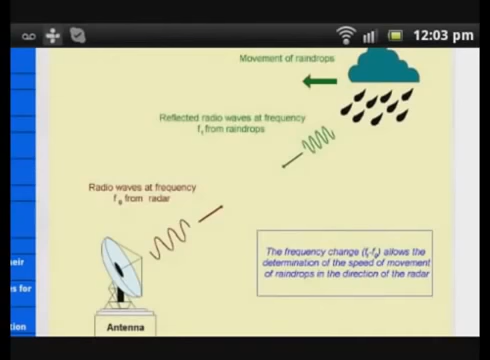 12:03 pm
Movement of raindrops
Reflected radio waves at frequency
f₁ from raindrops
Radio waves at frequency
f₀ from radar
The frequency change (f₁-f₀) allows the
determination of the speed of movement
of raindrops in the direction of the radar
s for
Antenna